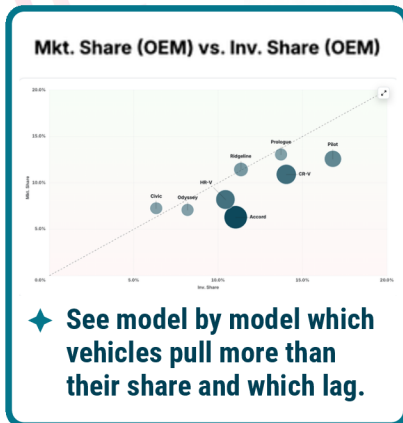 Mkt. Share (OEM) vs. Inv. Share (OEM)
20.0%
15.0%
10.0%
5.0%
0.0%
Mkt. Share
Prologue
Pilot
Ridgeline
CR-V
HR-V
Civic
Odyssey
Accord
5.0%
10.0%
15.0%
20.0%
Inv. Share
See model by model which
vehicles pull more than
their share and which lag.